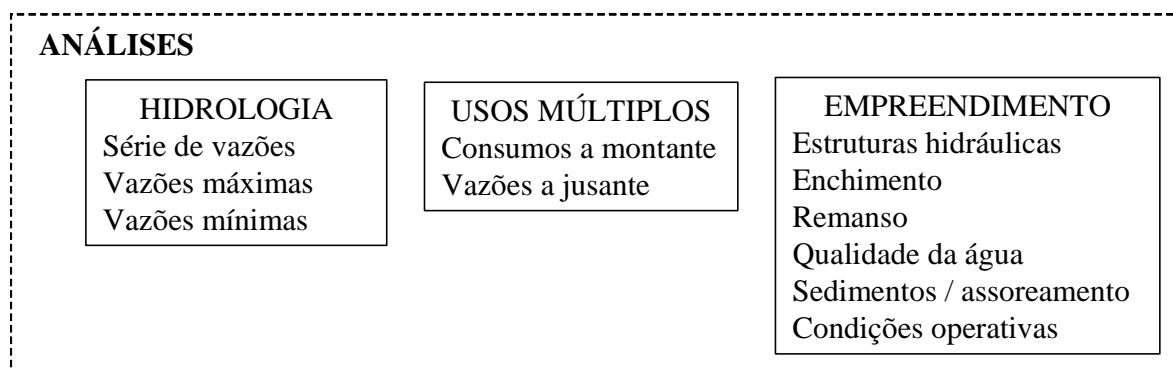 ANÁLISES
HIDROLOGIA
Série de vazões
Vazões máximas
Vazões mínimas
USOS MÚLTIPLOS
Consumos a montante
Vazões a jusante
EMPREENDIMENTO
Estruturas hidráulicas
Enchimento
Remanso
Qualidade da água
Sedimentos / assoreamento
Condições operativas